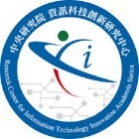 中央研究院 資訊科技創新研究中心
Research Center for Information Technology Innovation Academia Sinica
i